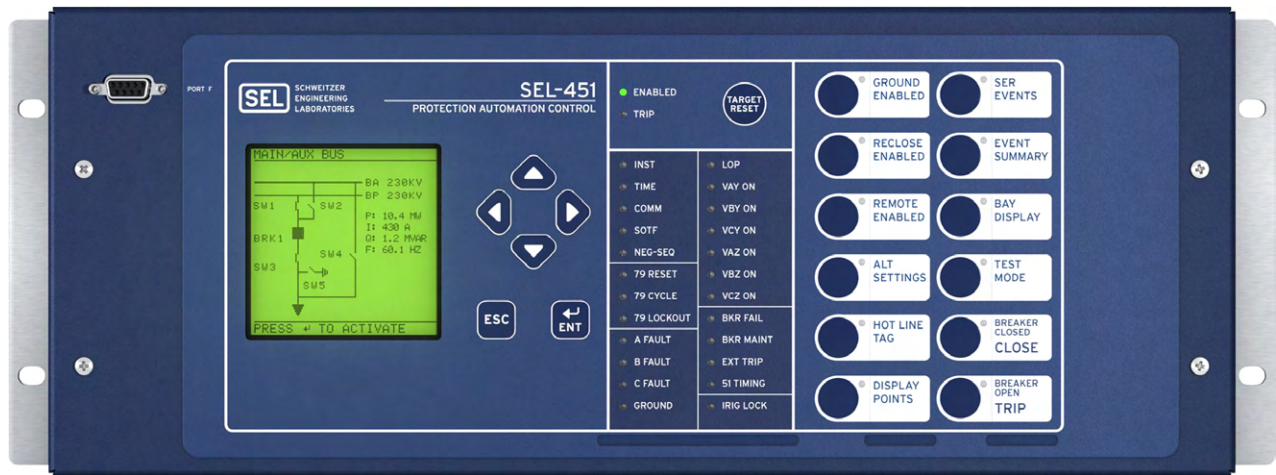 PORT F
SEL
SCHWEITZER
ENGINEERING
LABORATORIES
SEL-451
PROTECTION AUTOMATION CONTROL
MAIN/AUX BUS
BA 230KV
BP 230KV
SW1
SW2
P: 10.4 MW
I: 430 A
Q: 1.2 MVAR
F: 60.1 HZ
BRK1
SW4
SW3
SW5
PRESS ↵ TO ACTIVATE
ESC
ENT
ENABLED
TRIP
TARGET
RESET
INST
TIME
COMM
SOTF
NEG-SEQ
79 RESET
79 CYCLE
79 LOCKOUT
A FAULT
B FAULT
C FAULT
GROUND
LOP
VAY ON
VBY ON
VCY ON
VAZ ON
VBZ ON
VCZ ON
BKR FAIL
BKR MAINT
EXT TRIP
51 TIMING
IRIG LOCK
GROUND
ENABLED
SER
EVENTS
RECLOSE
ENABLED
EVENT
SUMMARY
REMOTE
ENABLED
BAY
DISPLAY
ALT
SETTINGS
TEST
MODE
HOT LINE
TAG
BREAKER
CLOSED
CLOSE
DISPLAY
POINTS
BREAKER
OPEN
TRIP